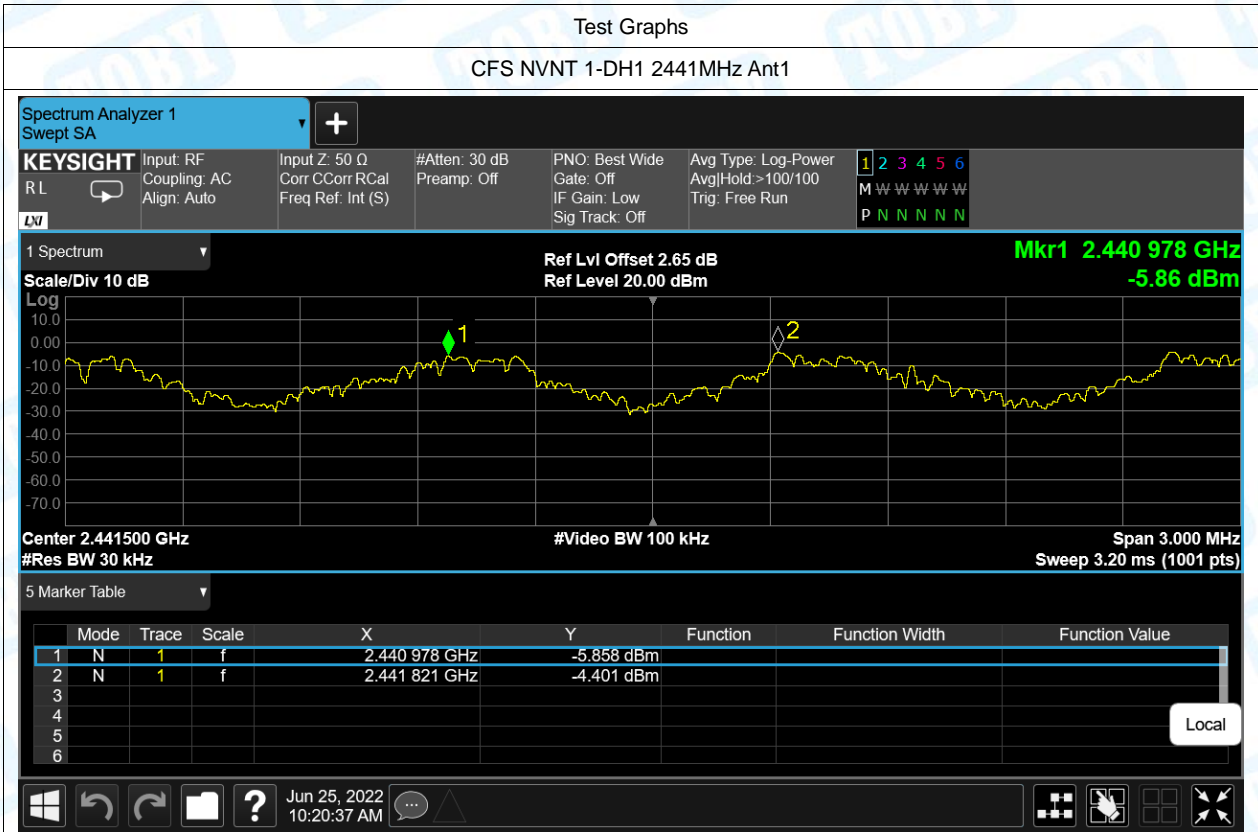 Test Graphs
CFS NVNT 1-DH1 2441MHz Ant1
Spectrum Analyzer 1
Swept SA
KEYSIGHT
RL
LXI
Input: RF
Coupling: AC
Align: Auto
Input Z: 50 Ω
Corr CCorr RCal
Freq Ref: Int (S)
#Atten: 30 dB
Preamp: Off
PNO: Best Wide
Gate: Off
IF Gain: Low
Sig Track: Off
Avg Type: Log-Power
Avg|Hold:>100/100
Trig: Free Run
1 2 3 4 5 6
M W W W W W
P N N N N N
1 Spectrum
Scale/Div 10 dB
Ref Lvl Offset 2.65 dB
Ref Level 20.00 dBm
Mkr1 2.440 978 GHz
-5.86 dBm
Log
10.0
0.00
-10.0
-20.0
-30.0
-40.0
-50.0
-60.0
-70.0
1
2
Center 2.441500 GHz
#Res BW 30 kHz
#Video BW 100 kHz
Span 3.000 MHz
Sweep 3.20 ms (1001 pts)
5 Marker Table
Mode Trace Scale X Y Function Function Width Function Value
1 N 1 f 2.440 978 GHz -5.858 dBm
2 N 1 f 2.441 821 GHz -4.401 dBm
3
4
5
6
Local
?
Jun 25, 2022
10:20:37 AM
TOBY